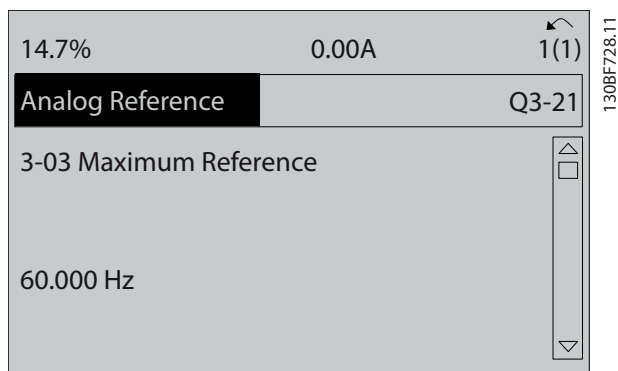 14.7% 0.00A 1(1)
Analog Reference Q3-21
3-03 Maximum Reference
60.000 Hz
130BF728.11